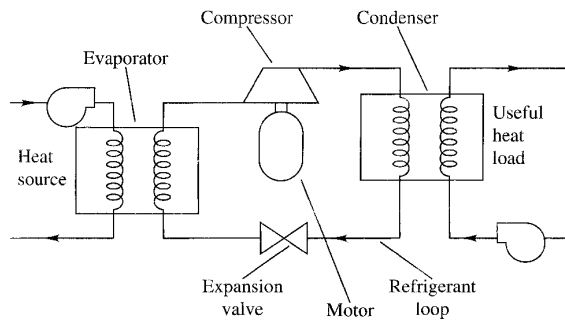 Compressor
Condenser
Evaporator
Heat
source
Useful
heat
load
Expansion
valve
Motor
Refrigerant
loop